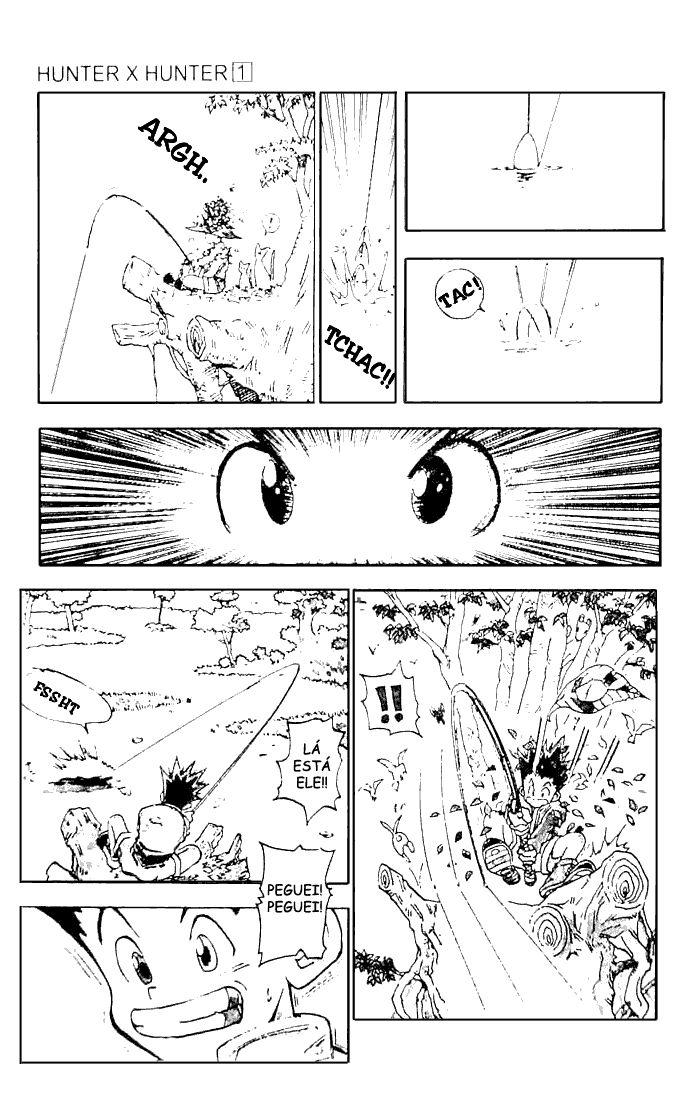 HUNTER X HUNTER 1
TAC!
TCHAC!!
!
ARGH..
!!
LÁ
ESTÁ
ELE!!
FSSHT
PEGUEI!
PEGUEI!